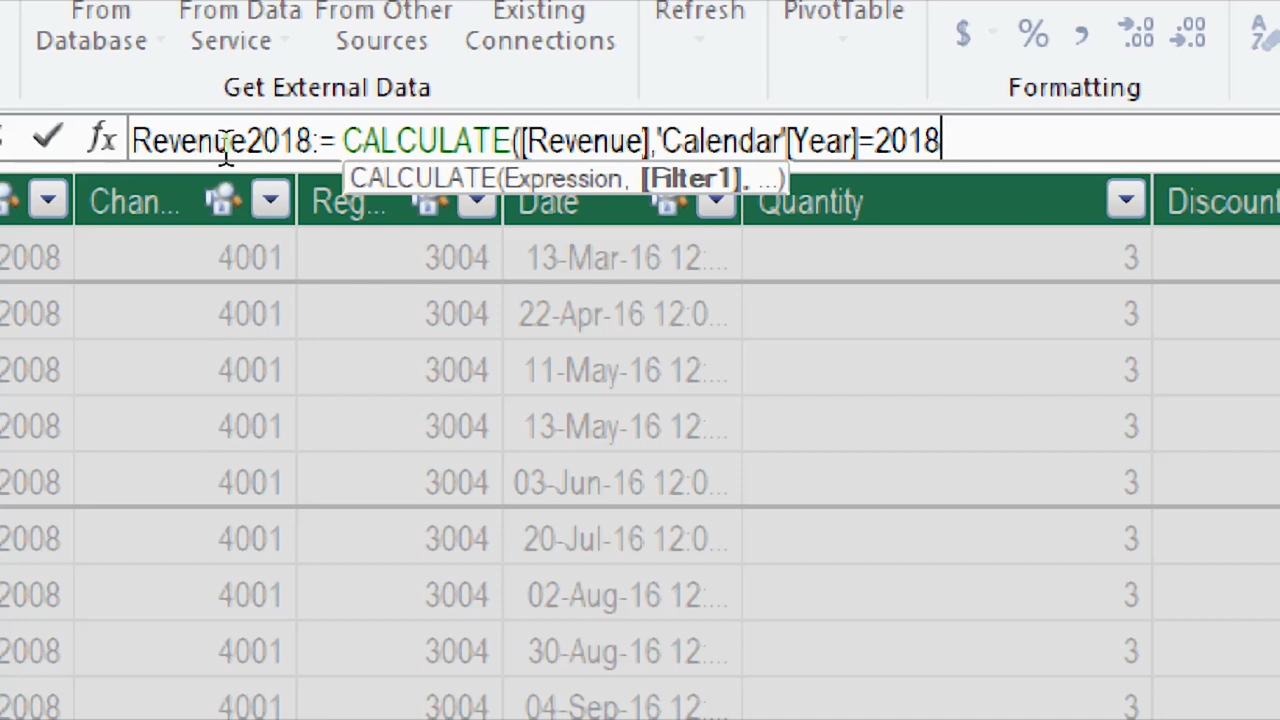 From Database From Data Service From Other Sources Existing Connections Refresh PivotTable $ % , .0 .00 .00 .0 A Z
Get External Data Formatting
fx Revenue2018:= CALCULATE([Revenue],'Calendar'[Year]=2018
CALCULATE(Expression, [Filter1], ...)
Chan... Reg... Date Quantity Discount
2008 4001 3004 13-Mar-16 12:... 3
2008 4001 3004 22-Apr-16 12:0... 3
2008 4001 3004 11-May-16 12:... 3
2008 4001 3004 13-May-16 12:... 3
2008 4001 3004 03-Jun-16 12:0... 3
2008 4001 3004 20-Jul-16 12:0... 3
2008 4001 3004 02-Aug-16 12:... 3
2008 4001 3004 30-Aug-16 12:... 3
2008 4001 3004 04-Sep-16 12:... 3